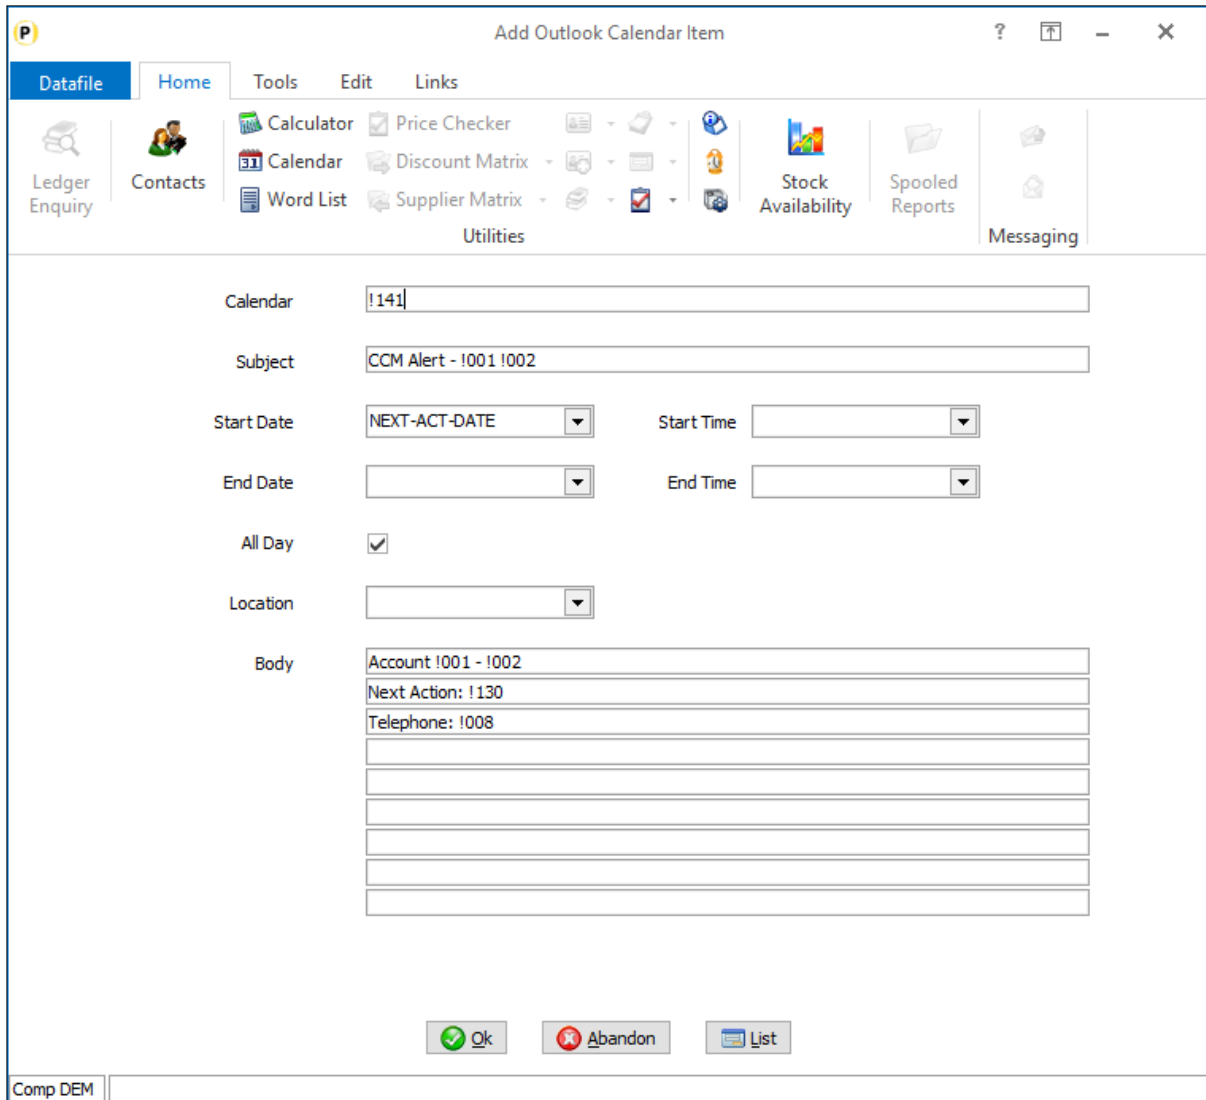 P
Add Outlook Calendar Item
?
Datafile Home Tools Edit Links
Calculator Price Checker
31 Calendar Discount Matrix
Word List Supplier Matrix
Ledger
Enquiry
Contacts
Stock
Availability
Spooled
Reports
Utilities
Messaging
Calendar !141
Subject CCM Alert - !001 !002
Start Date NEXT-ACT-DATE Start Time
End Date End Time
All Day
Location
Body Account !001 - !002
Next Action: !130
Telephone: !008
Ok Abandon List
Comp DEM